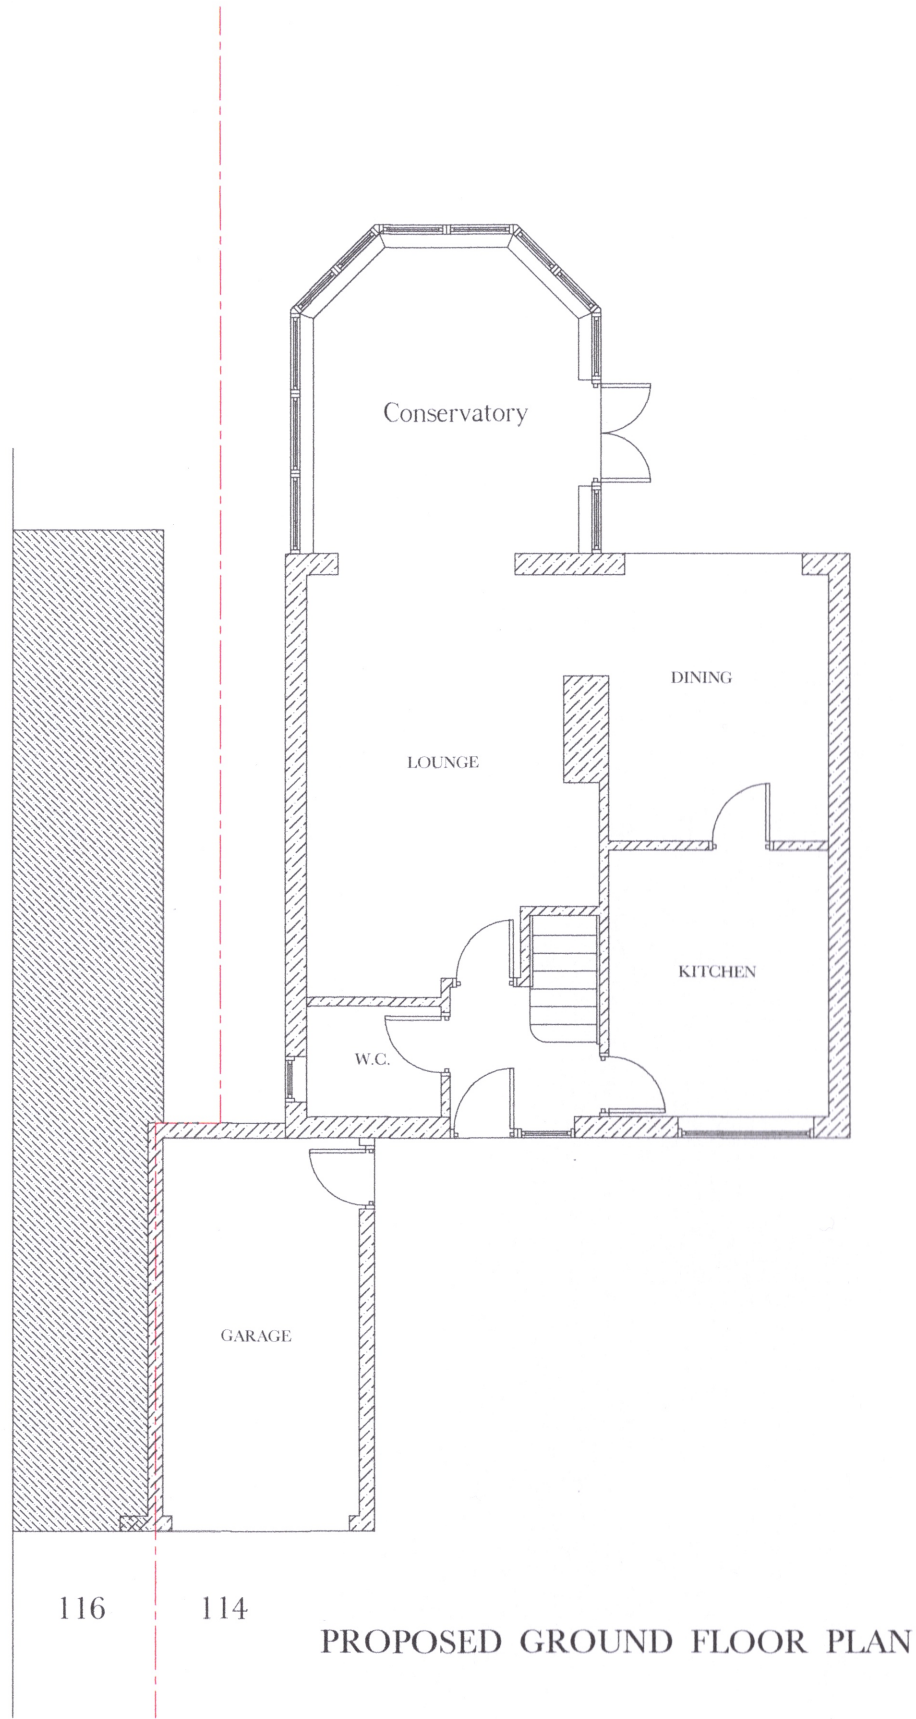 Conservatory
DINING
LOUNGE
KITCHEN
W.C.
GARAGE
116 114
PROPOSED GROUND FLOOR PLAN